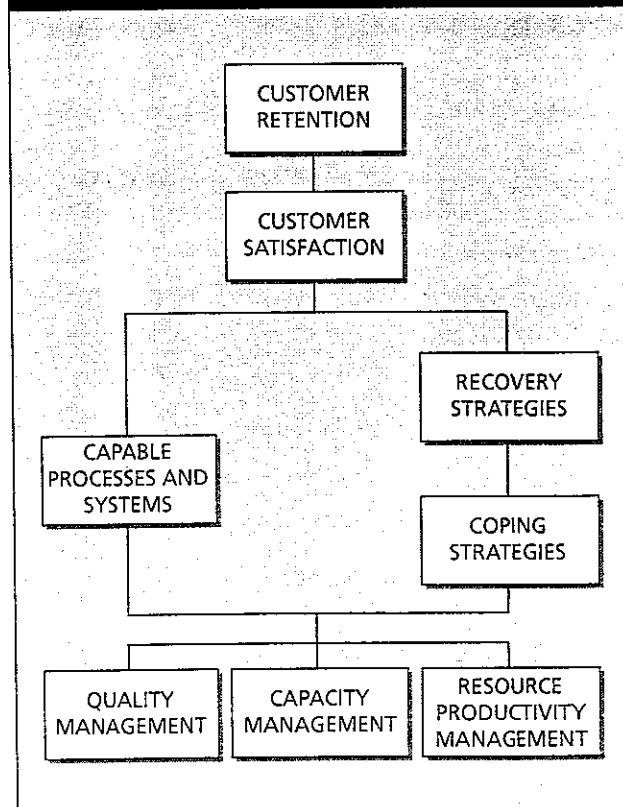 CUSTOMER
RETENTION
CUSTOMER
SATISFACTION
RECOVERY
STRATEGIES
CAPABLE
PROCESSES AND
SYSTEMS
COPING
STRATEGIES
QUALITY
MANAGEMENT
CAPACITY
MANAGEMENT
RESOURCE
PRODUCTIVITY
MANAGEMENT